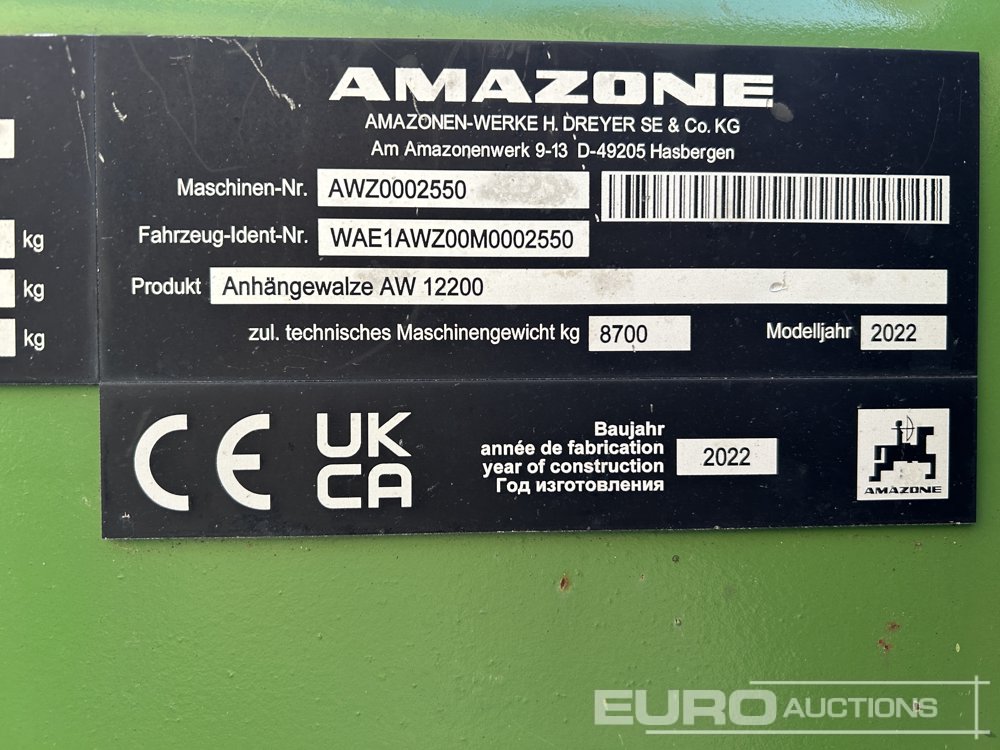 AMAZONE
AMAZONEN-WERKE H. DREYER SE & Co. KG
Am Amazonenwerk 9-13 D-49205 Hasbergen
Maschinen-Nr. AWZ0002550
Fahrzeug-Ident-Nr. WAE1AWZ00M0002550
kg
Produkt Anhängewalze AW 12200
kg
zul. technisches Maschinengewicht kg 8700 Modelljahr 2022
kg
CE
UK
CA
Baujahr
année de fabrication
year of construction
Год изготовления
2022
AMAZONE
EURO AUCTIONS